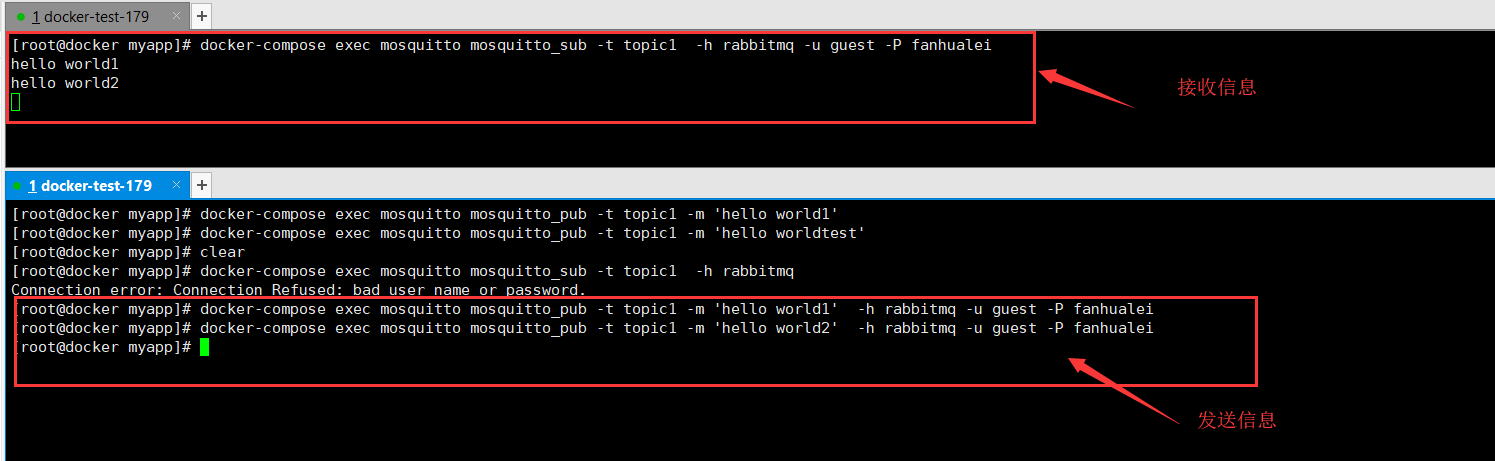 1 docker-test-179 × +
[root@docker myapp]# docker-compose exec mosquitto mosquitto_sub -t topic1  -h rabbitmq -u guest -P fanhualei
hello world1
hello world2
接收信息
1 docker-test-179 × +
[root@docker myapp]# docker-compose exec mosquitto mosquitto_pub -t topic1 -m 'hello world1'
[root@docker myapp]# docker-compose exec mosquitto mosquitto_pub -t topic1 -m 'hello worldtest'
[root@docker myapp]# clear
[root@docker myapp]# docker-compose exec mosquitto mosquitto_sub -t topic1  -h rabbitmq
Connection error: Connection Refused: bad user name or password.
[root@docker myapp]# docker-compose exec mosquitto mosquitto_pub -t topic1 -m 'hello world1'  -h rabbitmq -u guest -P fanhualei
[root@docker myapp]# docker-compose exec mosquitto mosquitto_pub -t topic1 -m 'hello world2'  -h rabbitmq -u guest -P fanhualei
[root@docker myapp]#
发送信息